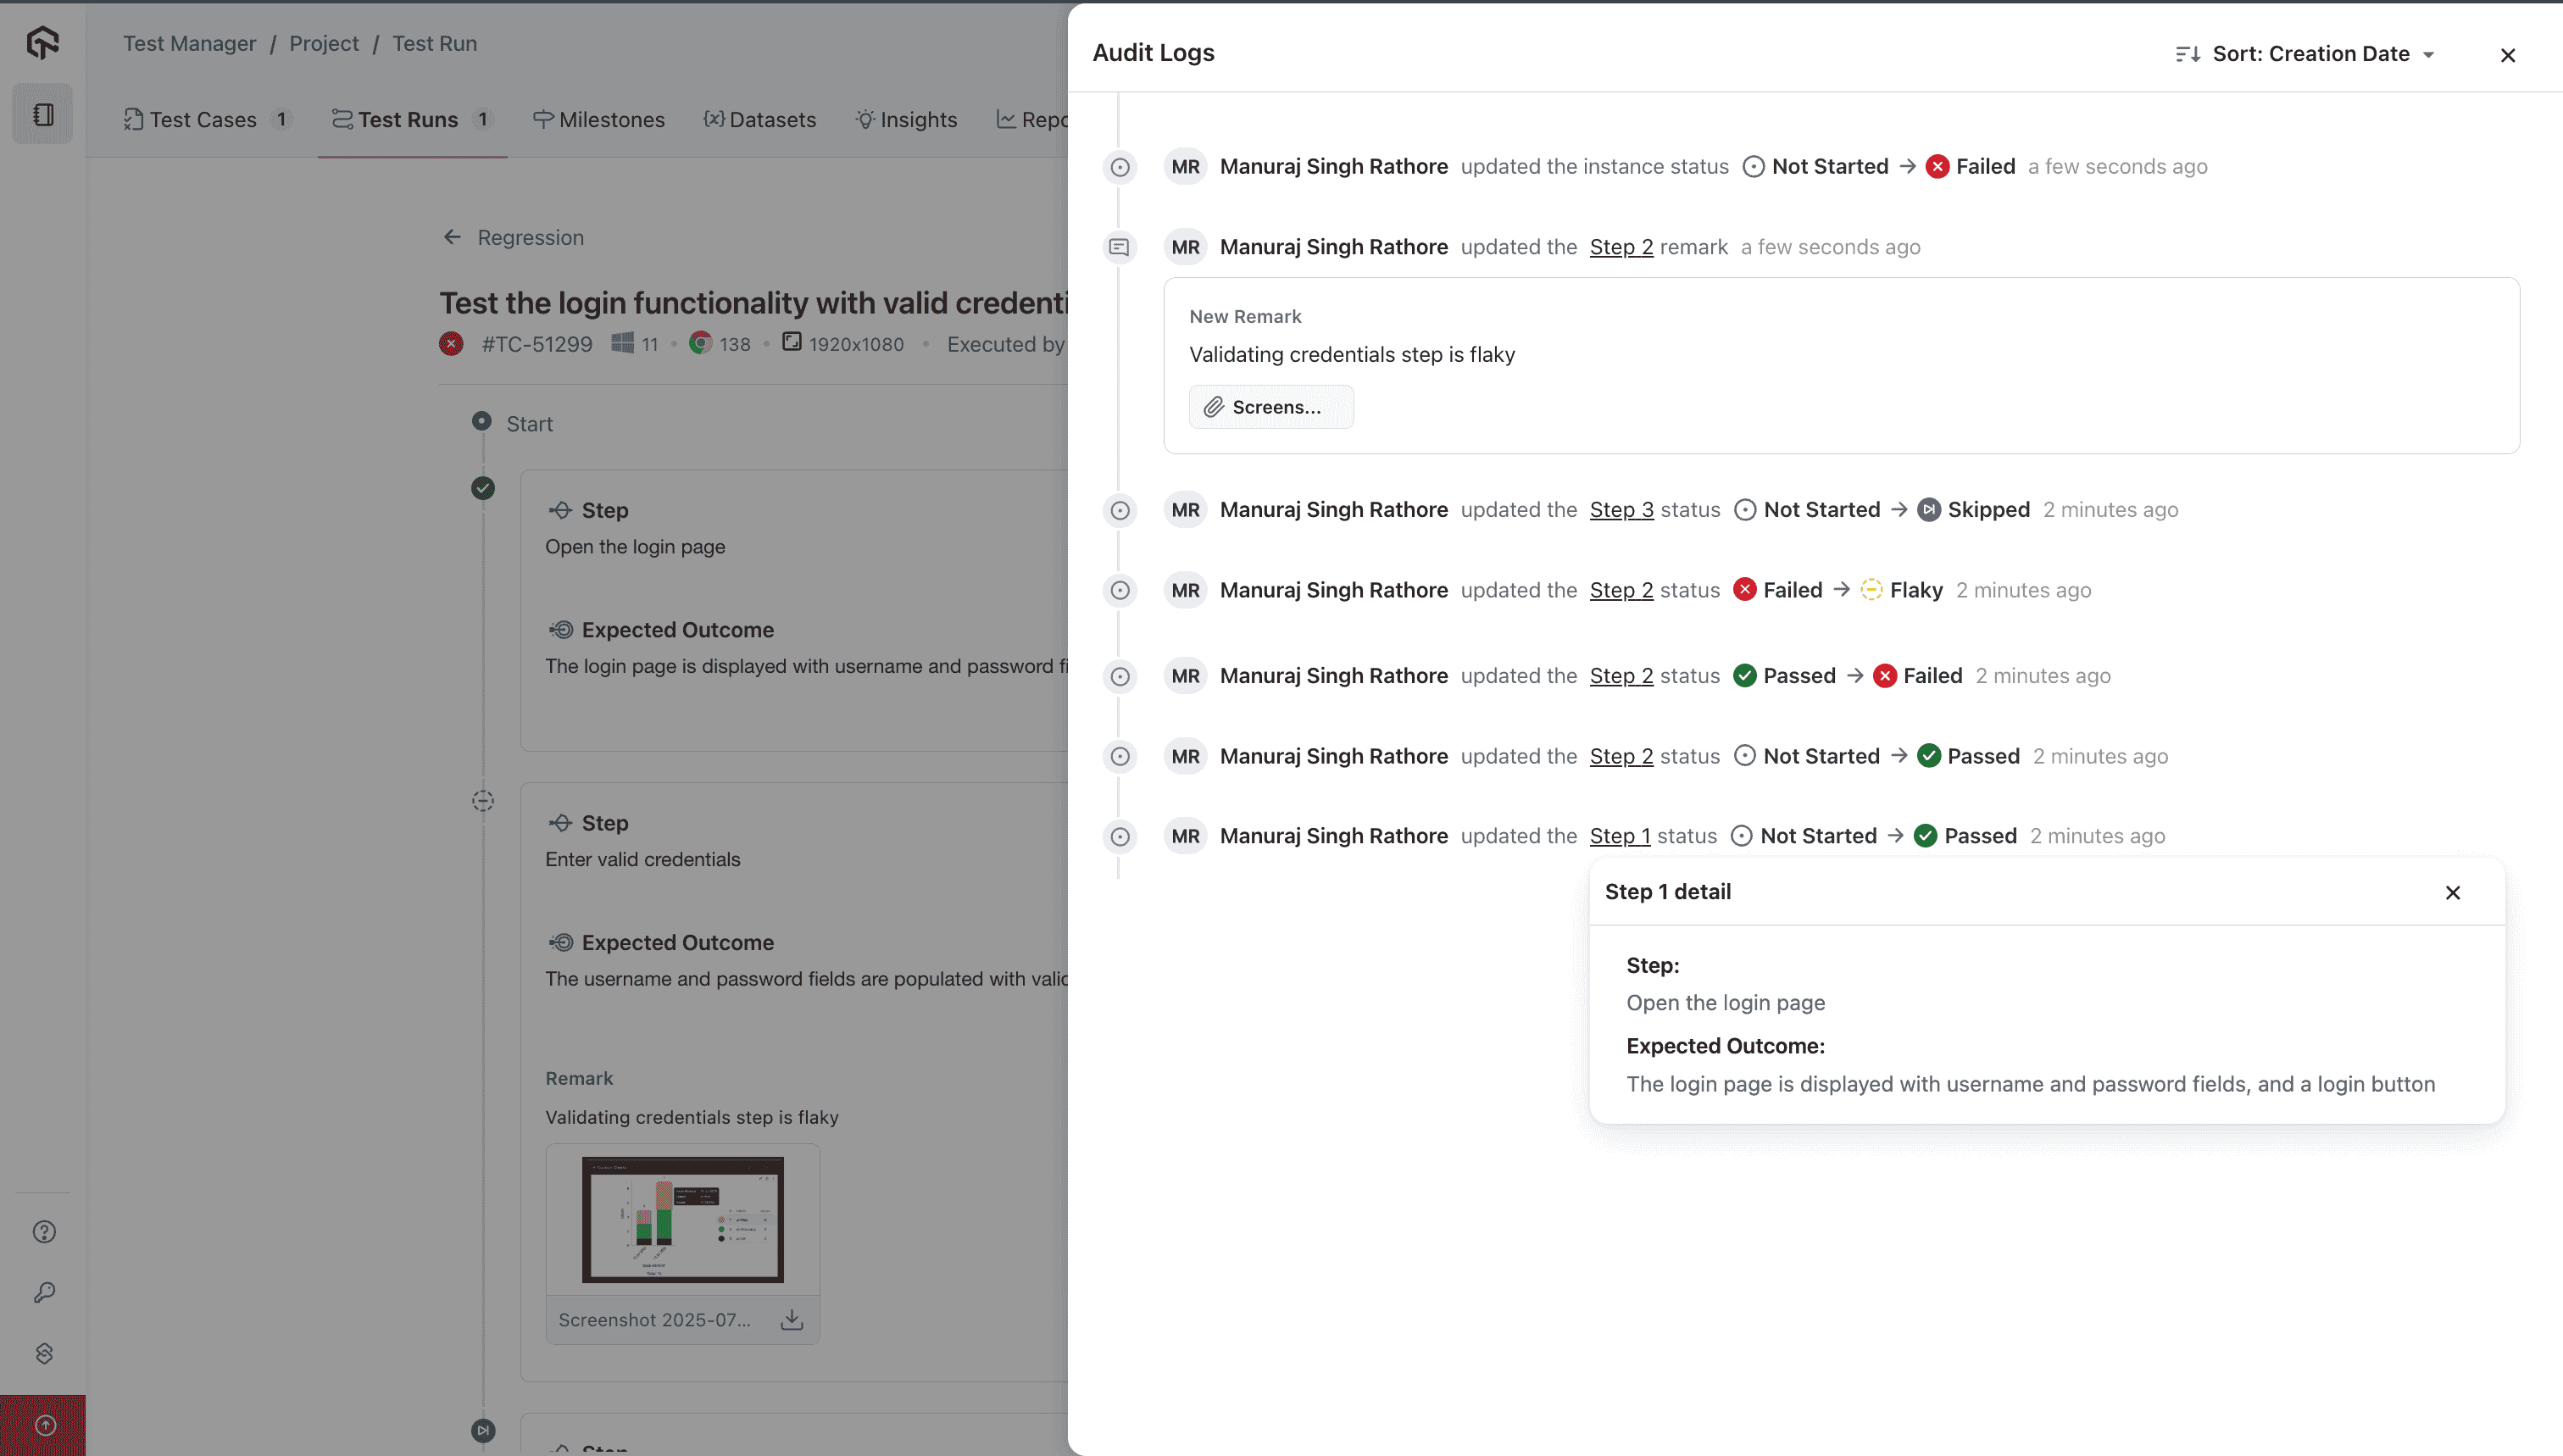 Test Manager / Project / Test Run
Test Cases 1
Test Runs 1
Milestones
Datasets
Insights
Repo
Regression
Test the login functionality with valid credenti
#TC-51299 11 • 138 • 1920x1080 • Executed by
Start
Step
Open the login page
Expected Outcome
The login page is displayed with username and password fi
Step
Enter valid credentials
Expected Outcome
The username and password fields are populated with valid
Remark
Validating credentials step is flaky
Screenshot 2025-07...
Step
Audit Logs
Sort: Creation Date
MR Manuraj Singh Rathore updated the instance status Not Started → Failed a few seconds ago
MR Manuraj Singh Rathore updated the Step 2 remark a few seconds ago
New Remark
Validating credentials step is flaky
Screens...
MR Manuraj Singh Rathore updated the Step 3 status Not Started → Skipped 2 minutes ago
MR Manuraj Singh Rathore updated the Step 2 status Failed → Flaky 2 minutes ago
MR Manuraj Singh Rathore updated the Step 2 status Passed → Failed 2 minutes ago
MR Manuraj Singh Rathore updated the Step 2 status Not Started → Passed 2 minutes ago
MR Manuraj Singh Rathore updated the Step 1 status Not Started → Passed 2 minutes ago
Step 1 detail
Step:
Open the login page
Expected Outcome:
The login page is displayed with username and password fields, and a login button